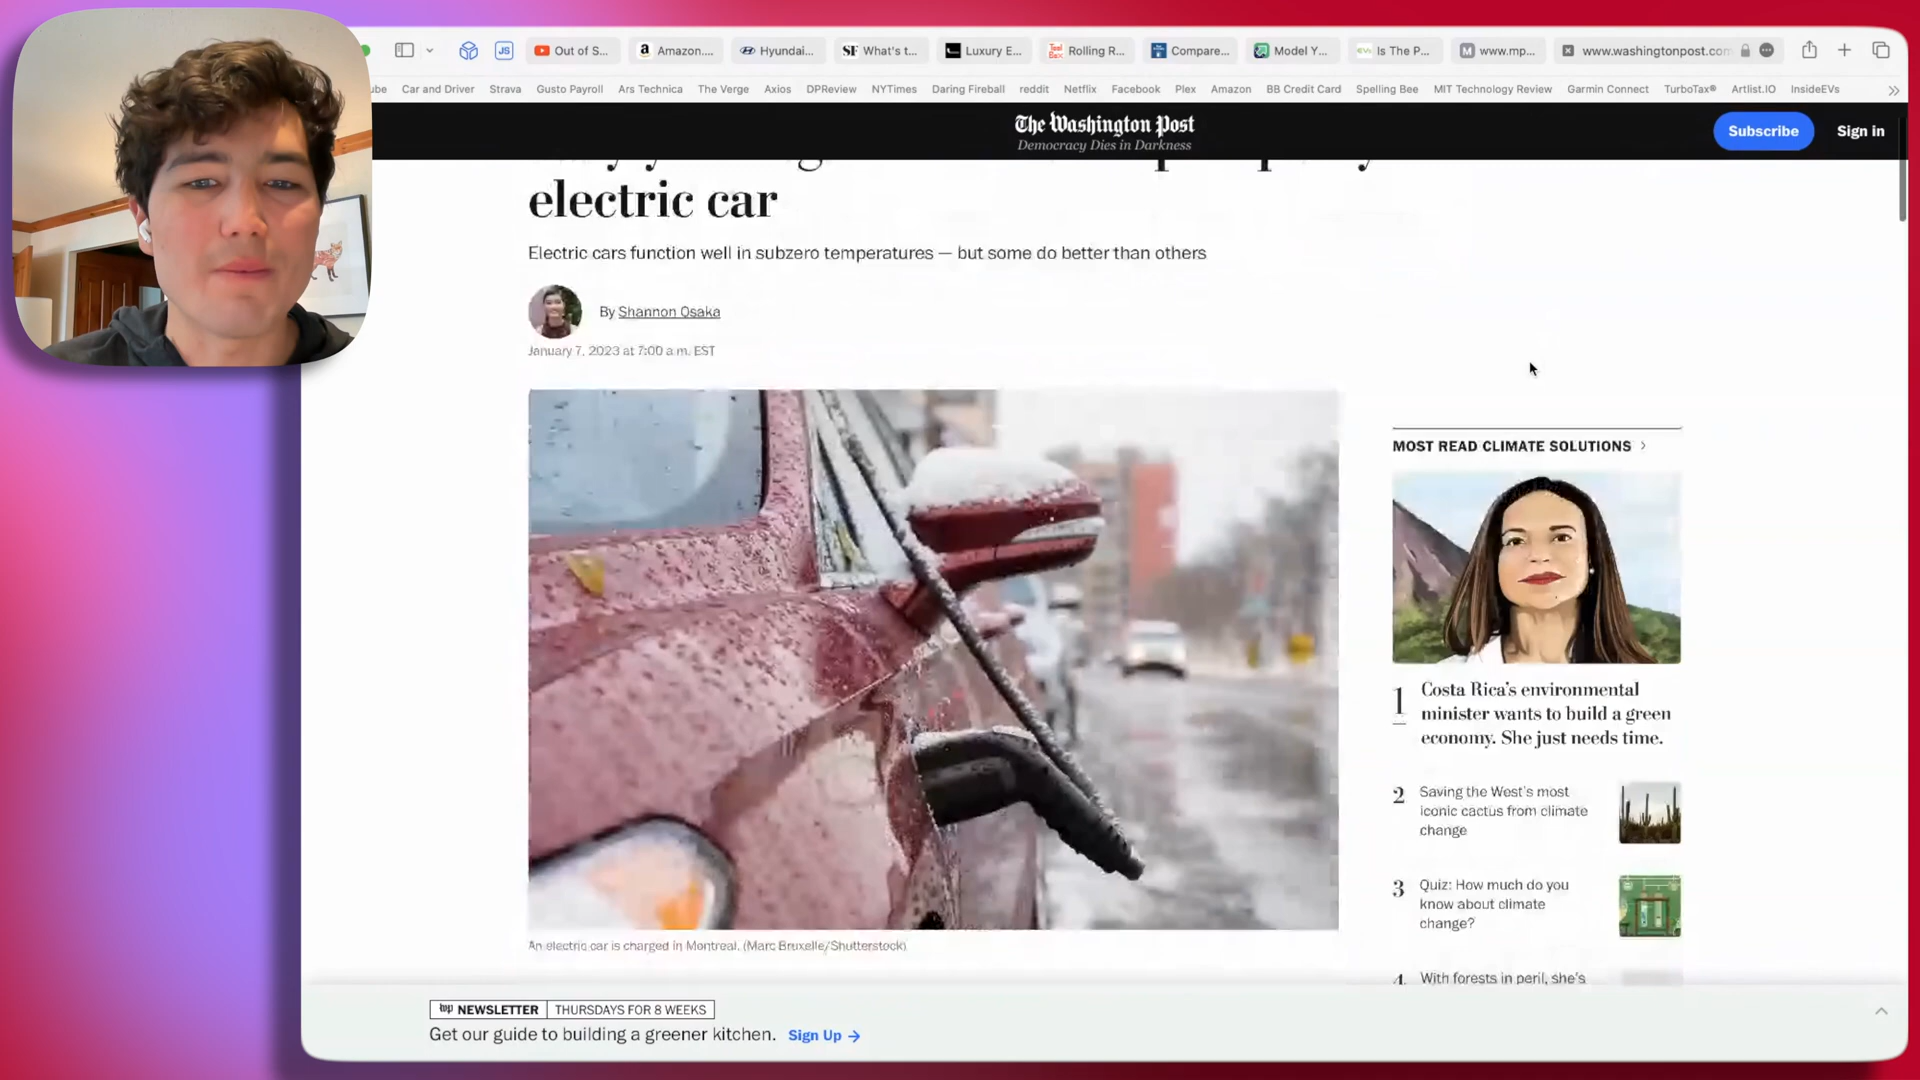 JS
Out of S...
Amazon....
Hyundai...
SF What's t...
Luxury E...
Rolling R...
Compare...
Model Y...
Is The P...
M www.mp...
www.washingtonpost.com
Car and Driver
Strava
Gusto Payroll
Ars Technica
The Verge
Axios
DPReview
NYTimes
Daring Fireball
reddit
Netflix
Facebook
Plex
Amazon
BB Credit Card
Spelling Bee
MIT Technology Review
Garmin Connect
TurboTax®
Artlist.IO
InsideEVs
The Washington Post
Democracy Dies in Darkness
Subscribe
Sign in
electric car
Electric cars function well in subzero temperatures — but some do better than others
By Shannon Osaka
January 7, 2023 at 7:00 a.m. EST
An electric car is charged in Montreal. (Marc Bruxelle/Shutterstock)
MOST READ CLIMATE SOLUTIONS
1
Costa Rica's environmental
minister wants to build a green
economy. She just needs time.
2
Saving the West's most
iconic cactus from climate
change
3
Quiz: How much do you
know about climate
change?
4
With forests in peril, she's
wp NEWSLETTER
THURSDAYS FOR 8 WEEKS
Get our guide to building a greener kitchen. Sign Up →